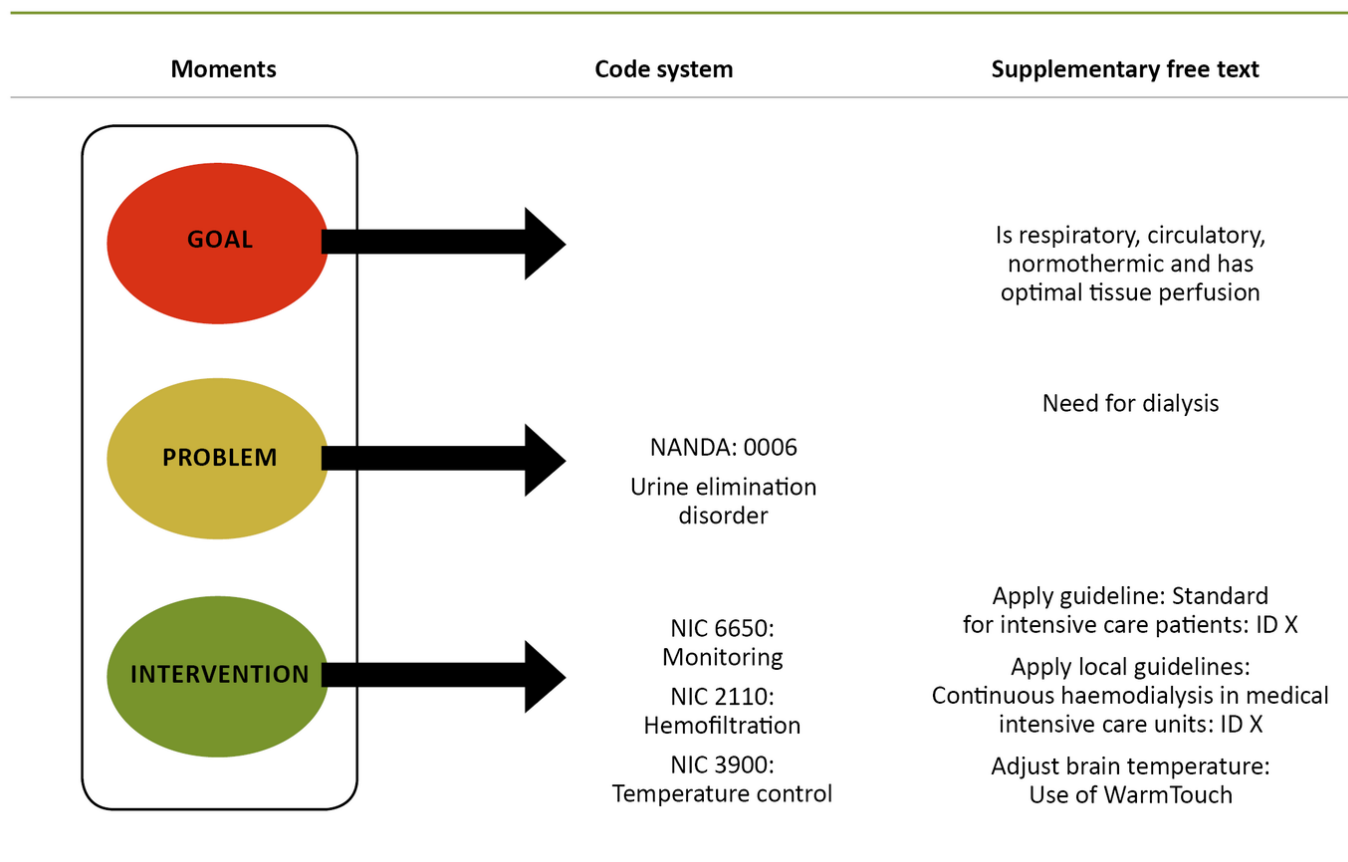 Moments
Code system
Supplementary free text
GOAL
Is respiratory, circulatory,
normothermic and has
optimal tissue perfusion
PROBLEM
NANDA: 0006
Urine elimination
disorder
Need for dialysis
INTERVENTION
NIC 6650:
Monitoring
NIC 2110:
Hemofiltration
NIC 3900:
Temperature control
Apply guideline: Standard
for intensive care patients: ID X
Apply local guidelines:
Continuous haemodialysis in medical
intensive care units: ID X
Adjust brain temperature:
Use of WarmTouch